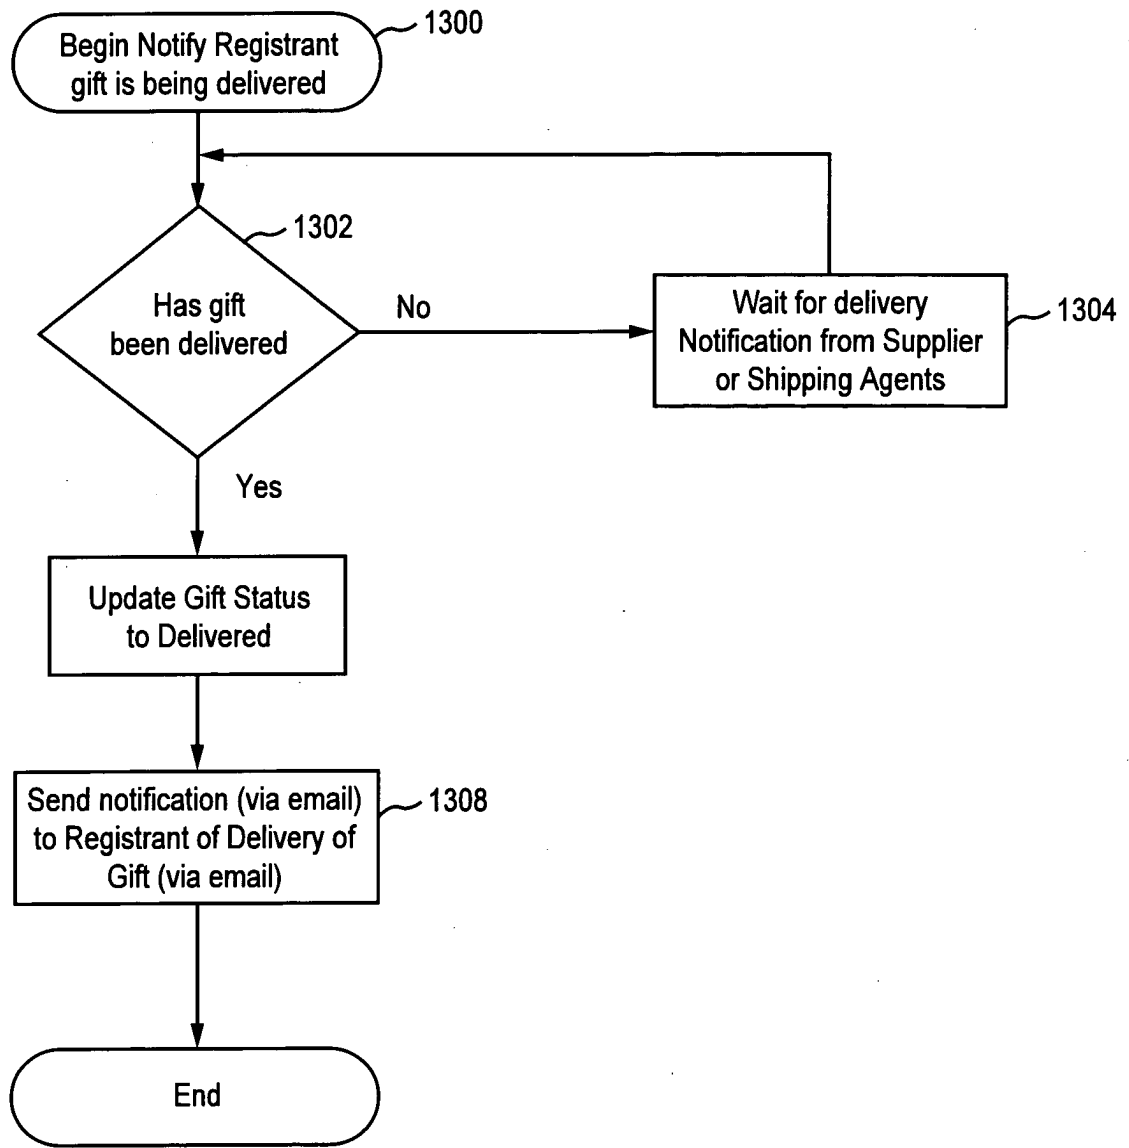 Begin Notify Registrant
gift is being delivered
1300
1302
Has gift
been delivered
No
Wait for delivery
Notification from Supplier
or Shipping Agents
1304
Yes
Update Gift Status
to Delivered
Send notification (via email)
to Registrant of Delivery of
Gift (via email)
1308
End